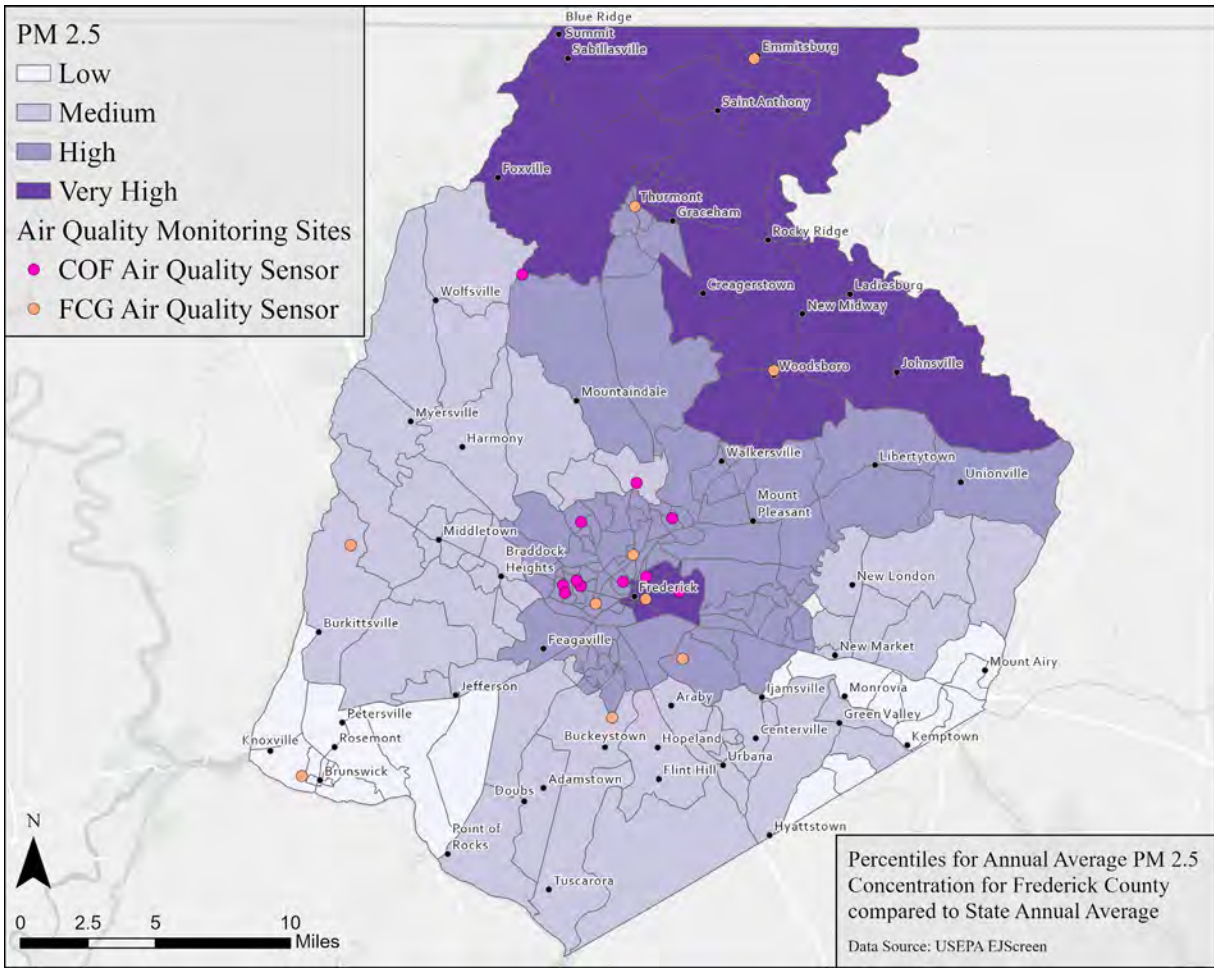 PM 2.5
Low
Medium
High
Very High
Air Quality Monitoring Sites
COF Air Quality Sensor
FCG Air Quality Sensor
Blue Ridge
Summit
Sabillasville
Emmitsburg
Saint Anthony
Foxville
Thurmont
Graceham
Rocky Ridge
Wolfsville
Creagerstown
Ladiesburg
New Midway
Woodsboro
Johnsville
Mountaindale
Myersville
Harmony
Walkersville
Libertytown
Unionville
Mount
Pleasant
Middletown
Braddock
Heights
New London
Frederick
Burkittsville
Feagaville
New Market
Mount Airy
Jefferson
Araby
Ijamsville
Monrovia
Petersville
Green Valley
Knoxville
Rosemont
Buckeystown
Hopeland
Centerville
Kemptown
Urbana
Brunswick
Adamstown
Flint Hill
Doubs
Point of
Rocks
Hyattstown
Tuscarora
N
0 2.5 5 10
Miles
Percentiles for Annual Average PM 2.5
Concentration for Frederick County
compared to State Annual Average
Data Source: USEPA EJScreen